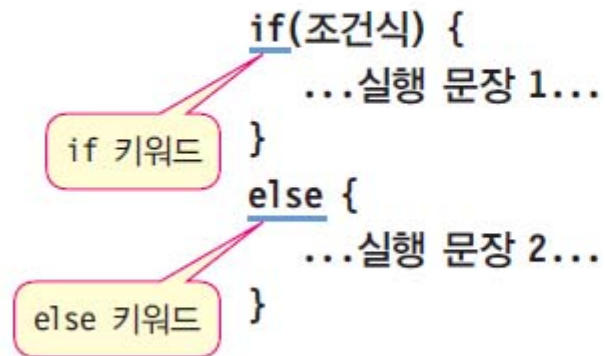 if(조건식) {
...실행 문장 1...
if 키워드
}
else {
...실행 문장 2...
else 키워드
}